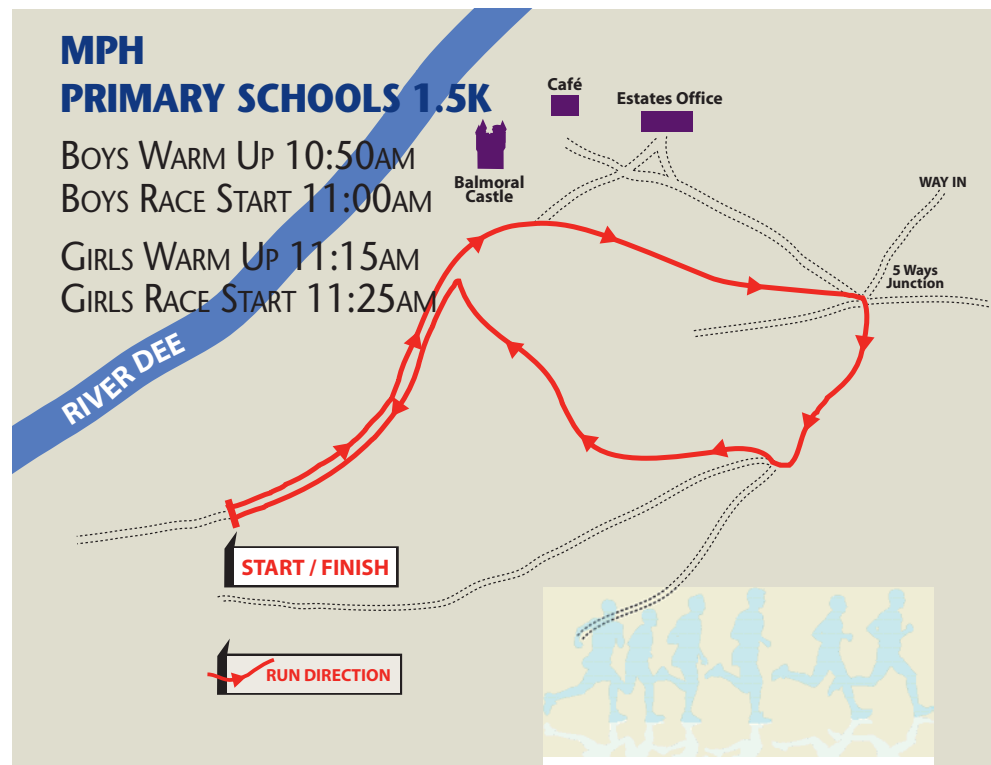 MPH
PRIMARY SCHOOLS 1.5K
BOYS WARM UP 10:50AM
BOYS RACE START 11:00AM
GIRLS WARM UP 11:15AM
GIRLS RACE START 11:25AM
Café
Estates Office
Balmoral
Castle
WAY IN
5 Ways
Junction
RIVER DEE
START / FINISH
RUN DIRECTION